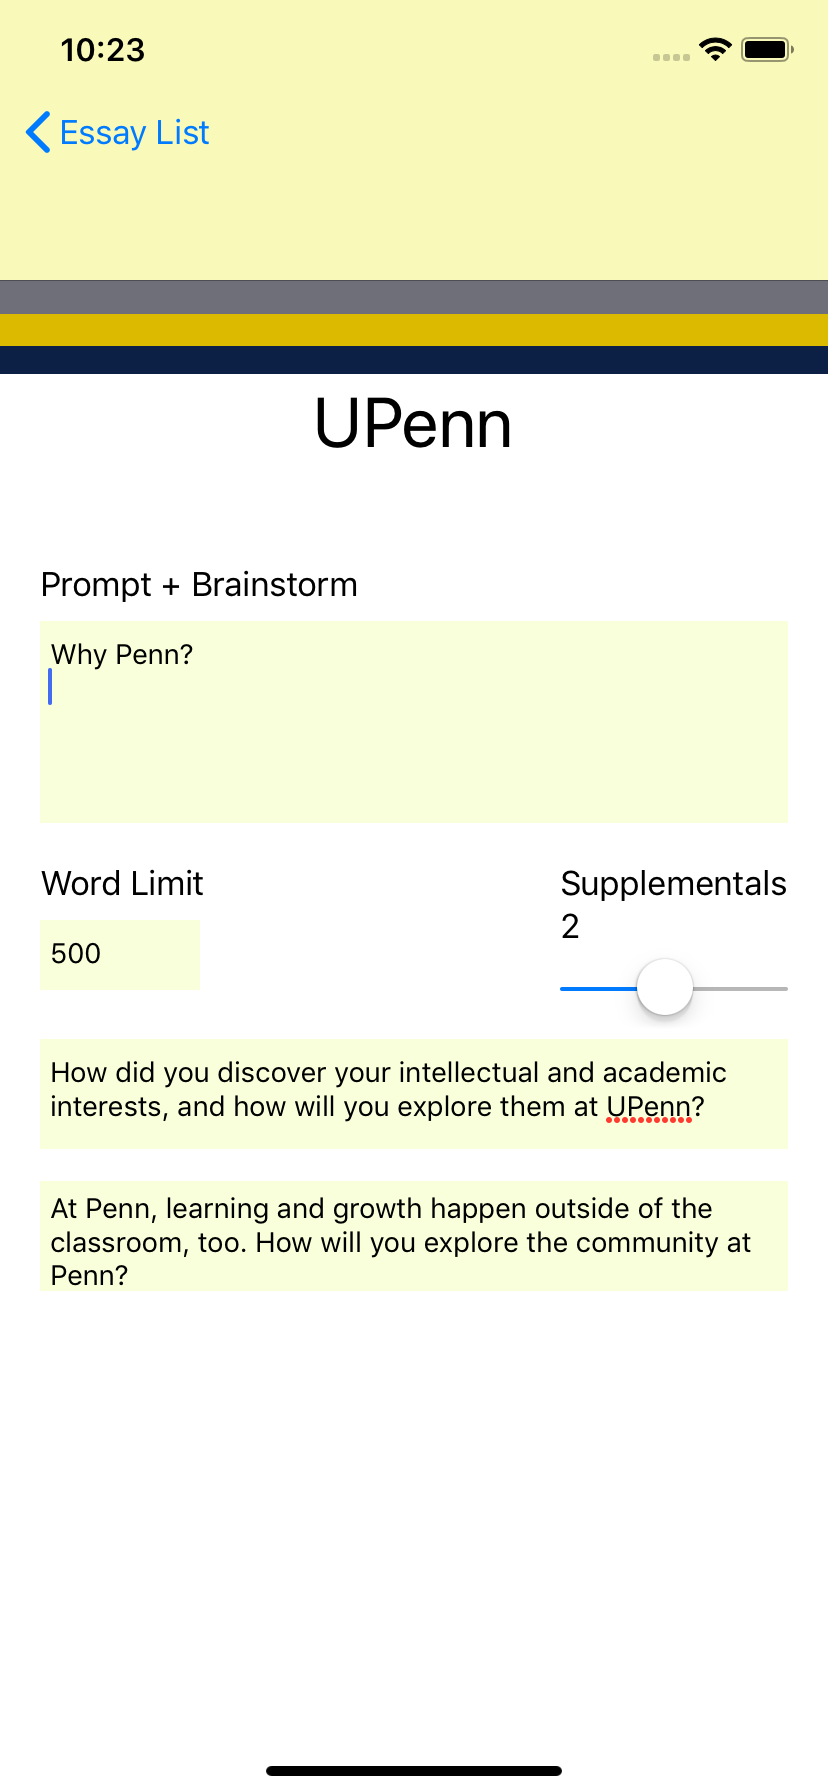 10:23
Essay List
UPenn
Prompt + Brainstorm
Why Penn?
Word Limit
500
Supplementals
2
How did you discover your intellectual and academic
interests, and how will you explore them at UPenn?
At Penn, learning and growth happen outside of the
classroom, too. How will you explore the community at
Penn?